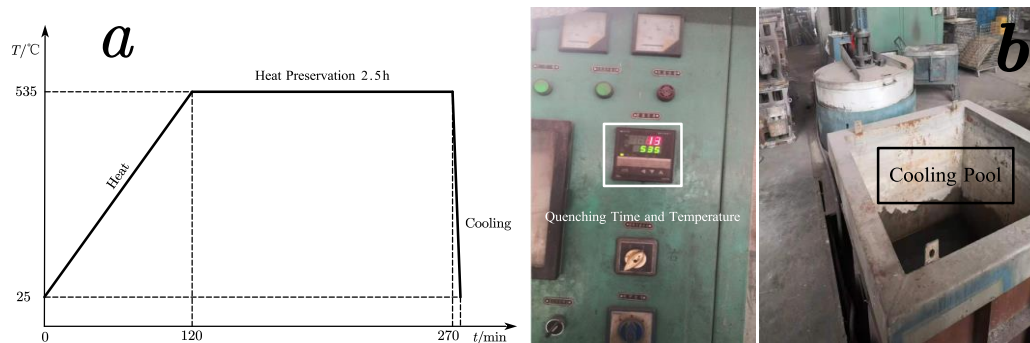 a
T/℃
Heat Preservation 2.5h
535
Heat
Cooling
25
0
120
270
t/min
13
535
Quenching Time and Temperature
b
Cooling Pool